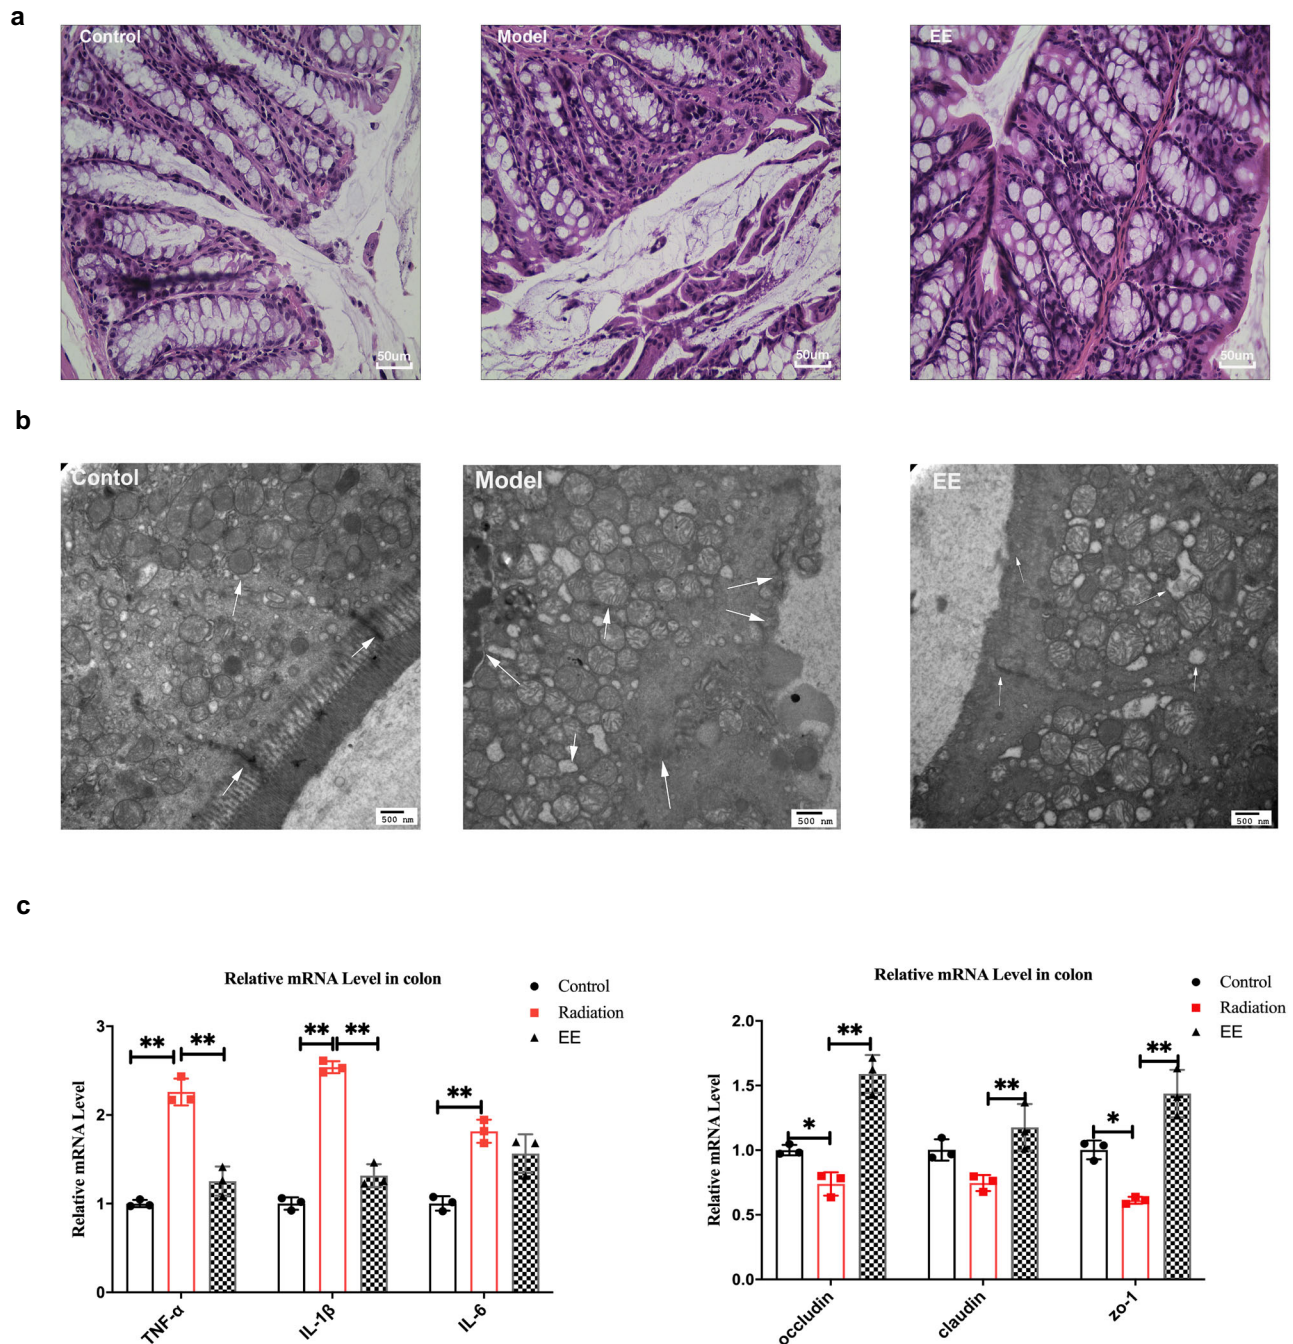 a
Control
Model
EE
50um
50um
50um
b
Contol
Model
EE
500 nm
500 nm
500 nm
c
Relative mRNA Level in colon
Control
Radiation
EE
Relative mRNA Level
3
2
1
0
** ** ** ** **
TNF-α
IL-1β
IL-6
Relative mRNA Level in colon
Control
Radiation
EE
Relative mRNA Level
2.0
1.5
1.0
0.5
0.0
* ** ** * **
occludin
claudin
zo-1